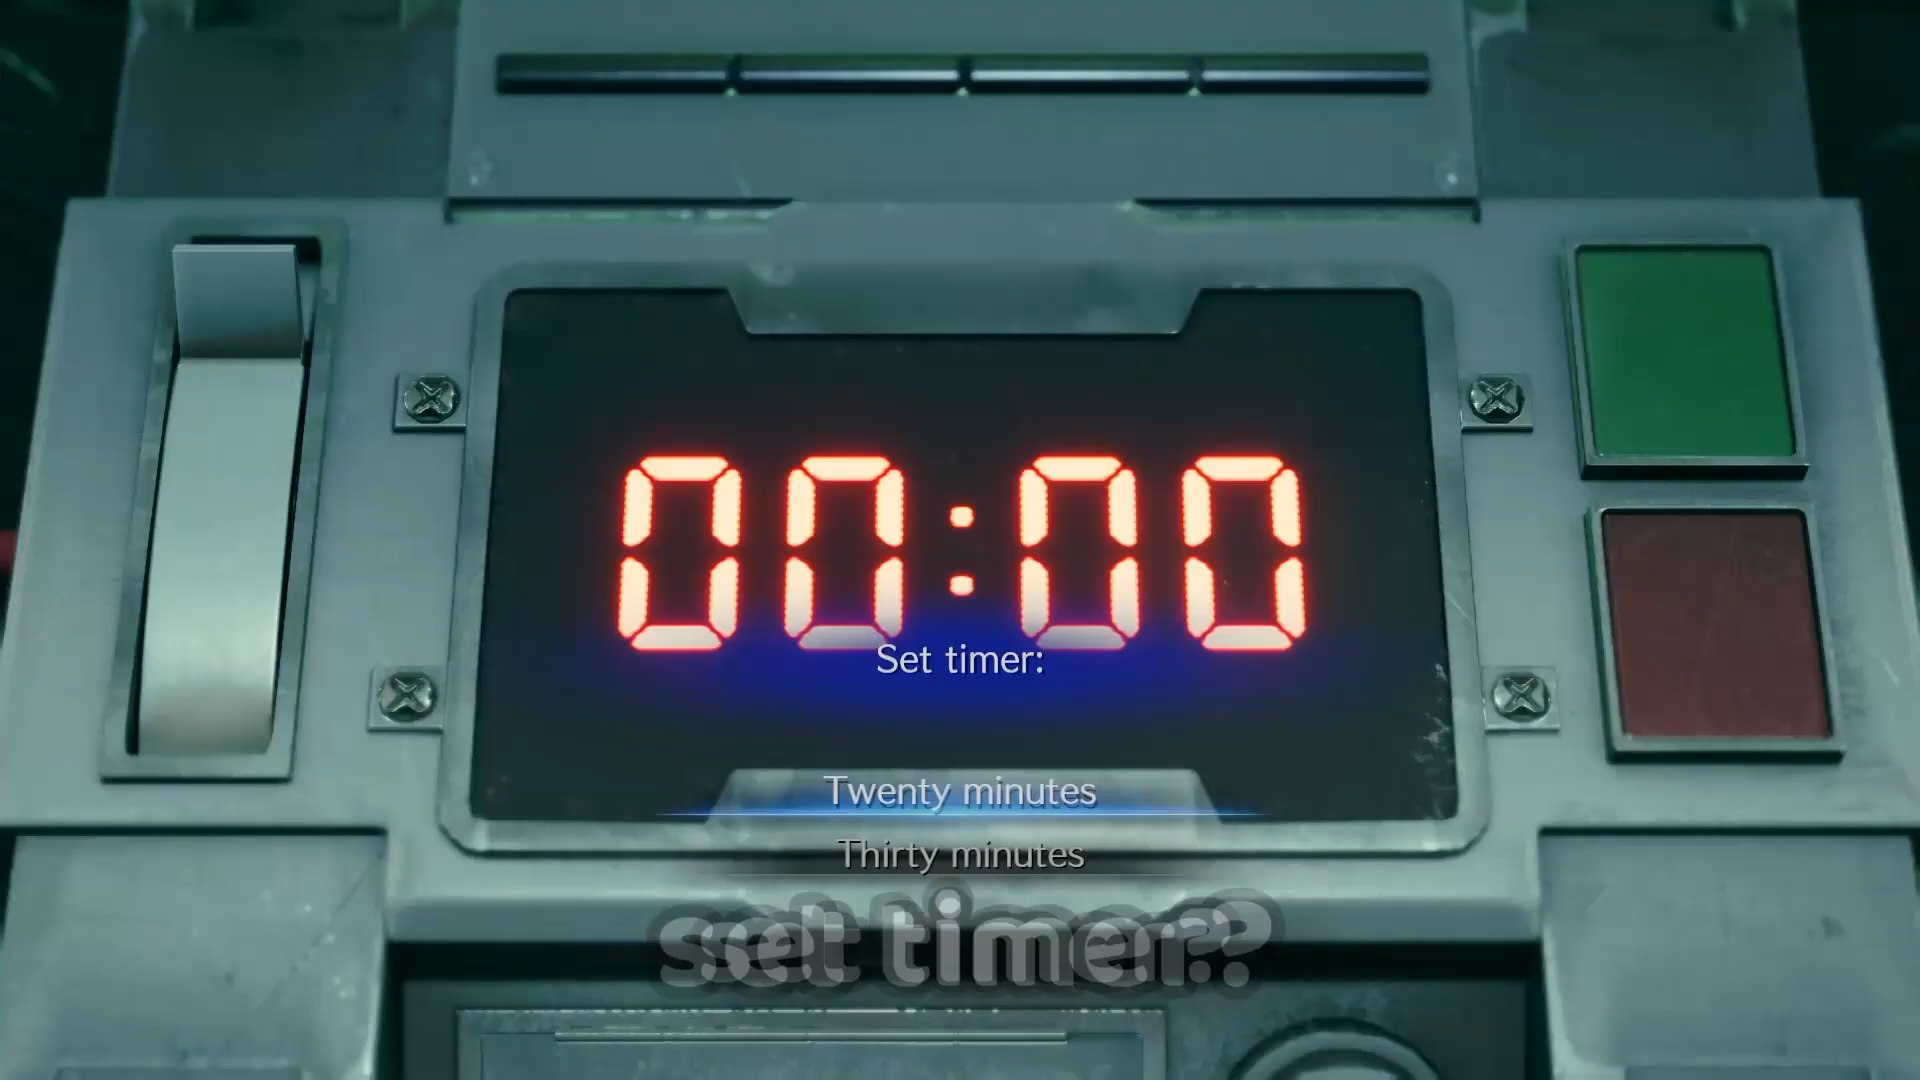 00:00
Set timer:
Twenty minutes
Thirty minutes
set timer?